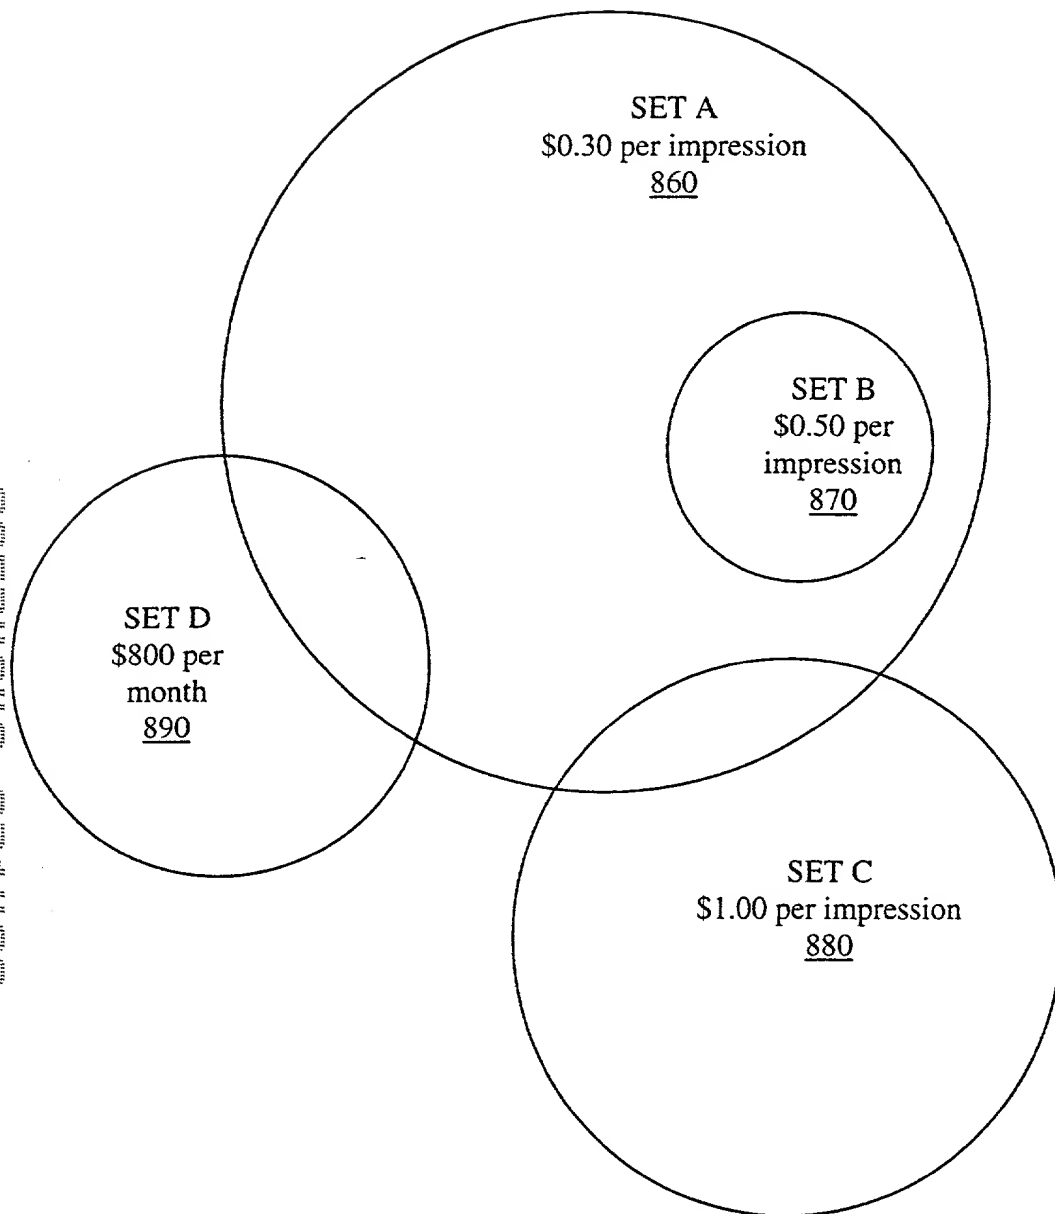 SET A
$0.30 per impression
860
SET B
$0.50 per
impression
870
SET D
$800 per
month
890
SET C
$1.00 per impression
880